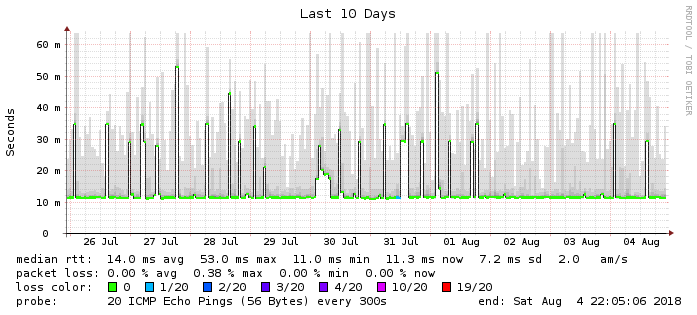 Last 10 Days
RRDTOOL / TOBI OETIKER
Seconds
60 m
50 m
40 m
30 m
20 m
10 m
0
26 Jul 27 Jul 28 Jul 29 Jul 30 Jul 31 Jul 01 Aug 02 Aug 03 Aug 04 Aug
median rtt: 14.0 ms avg 53.0 ms max 11.0 ms min 11.3 ms now 7.2 ms sd 2.0 am/s
packet loss: 0.00 % avg 0.38 % max 0.00 % min 0.00 % now
loss color: 0 1/20 2/20 3/20 4/20 10/20 19/20
probe: 20 ICMP Echo Pings (56 Bytes) every 300s end: Sat Aug 4 22:05:06 2018